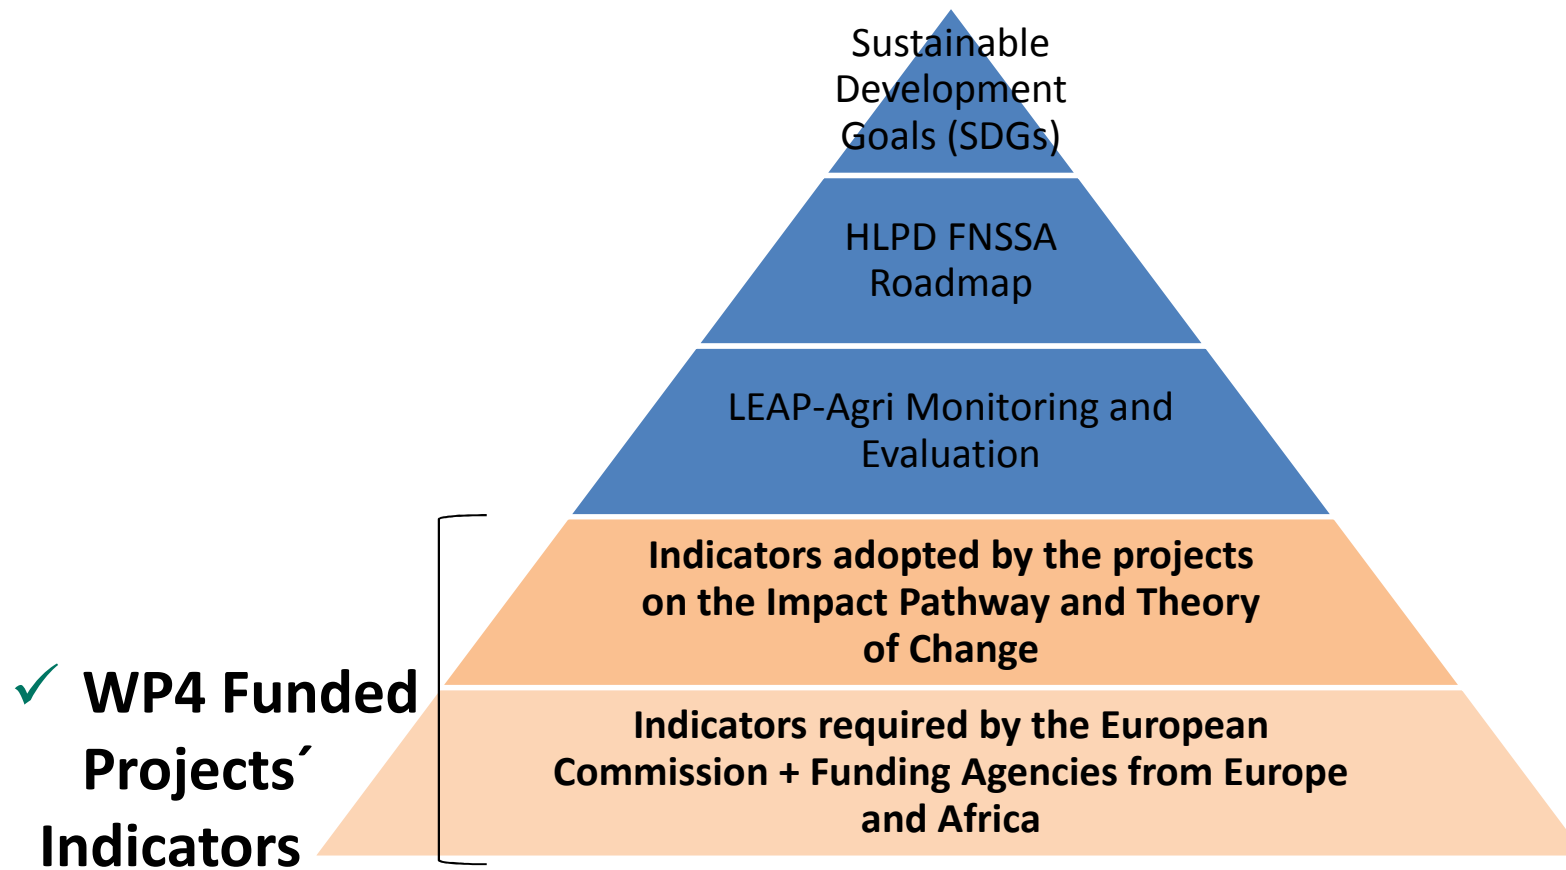 Sustainable
Development
Goals (SDGs)
HLPD FNSSA
Roadmap
LEAP-Agri Monitoring and
Evaluation
Indicators adopted by the projects
on the Impact Pathway and Theory
of Change
✓ WP4 Funded
Projects´
Indicators
Indicators required by the European
Commission + Funding Agencies from Europe
and Africa